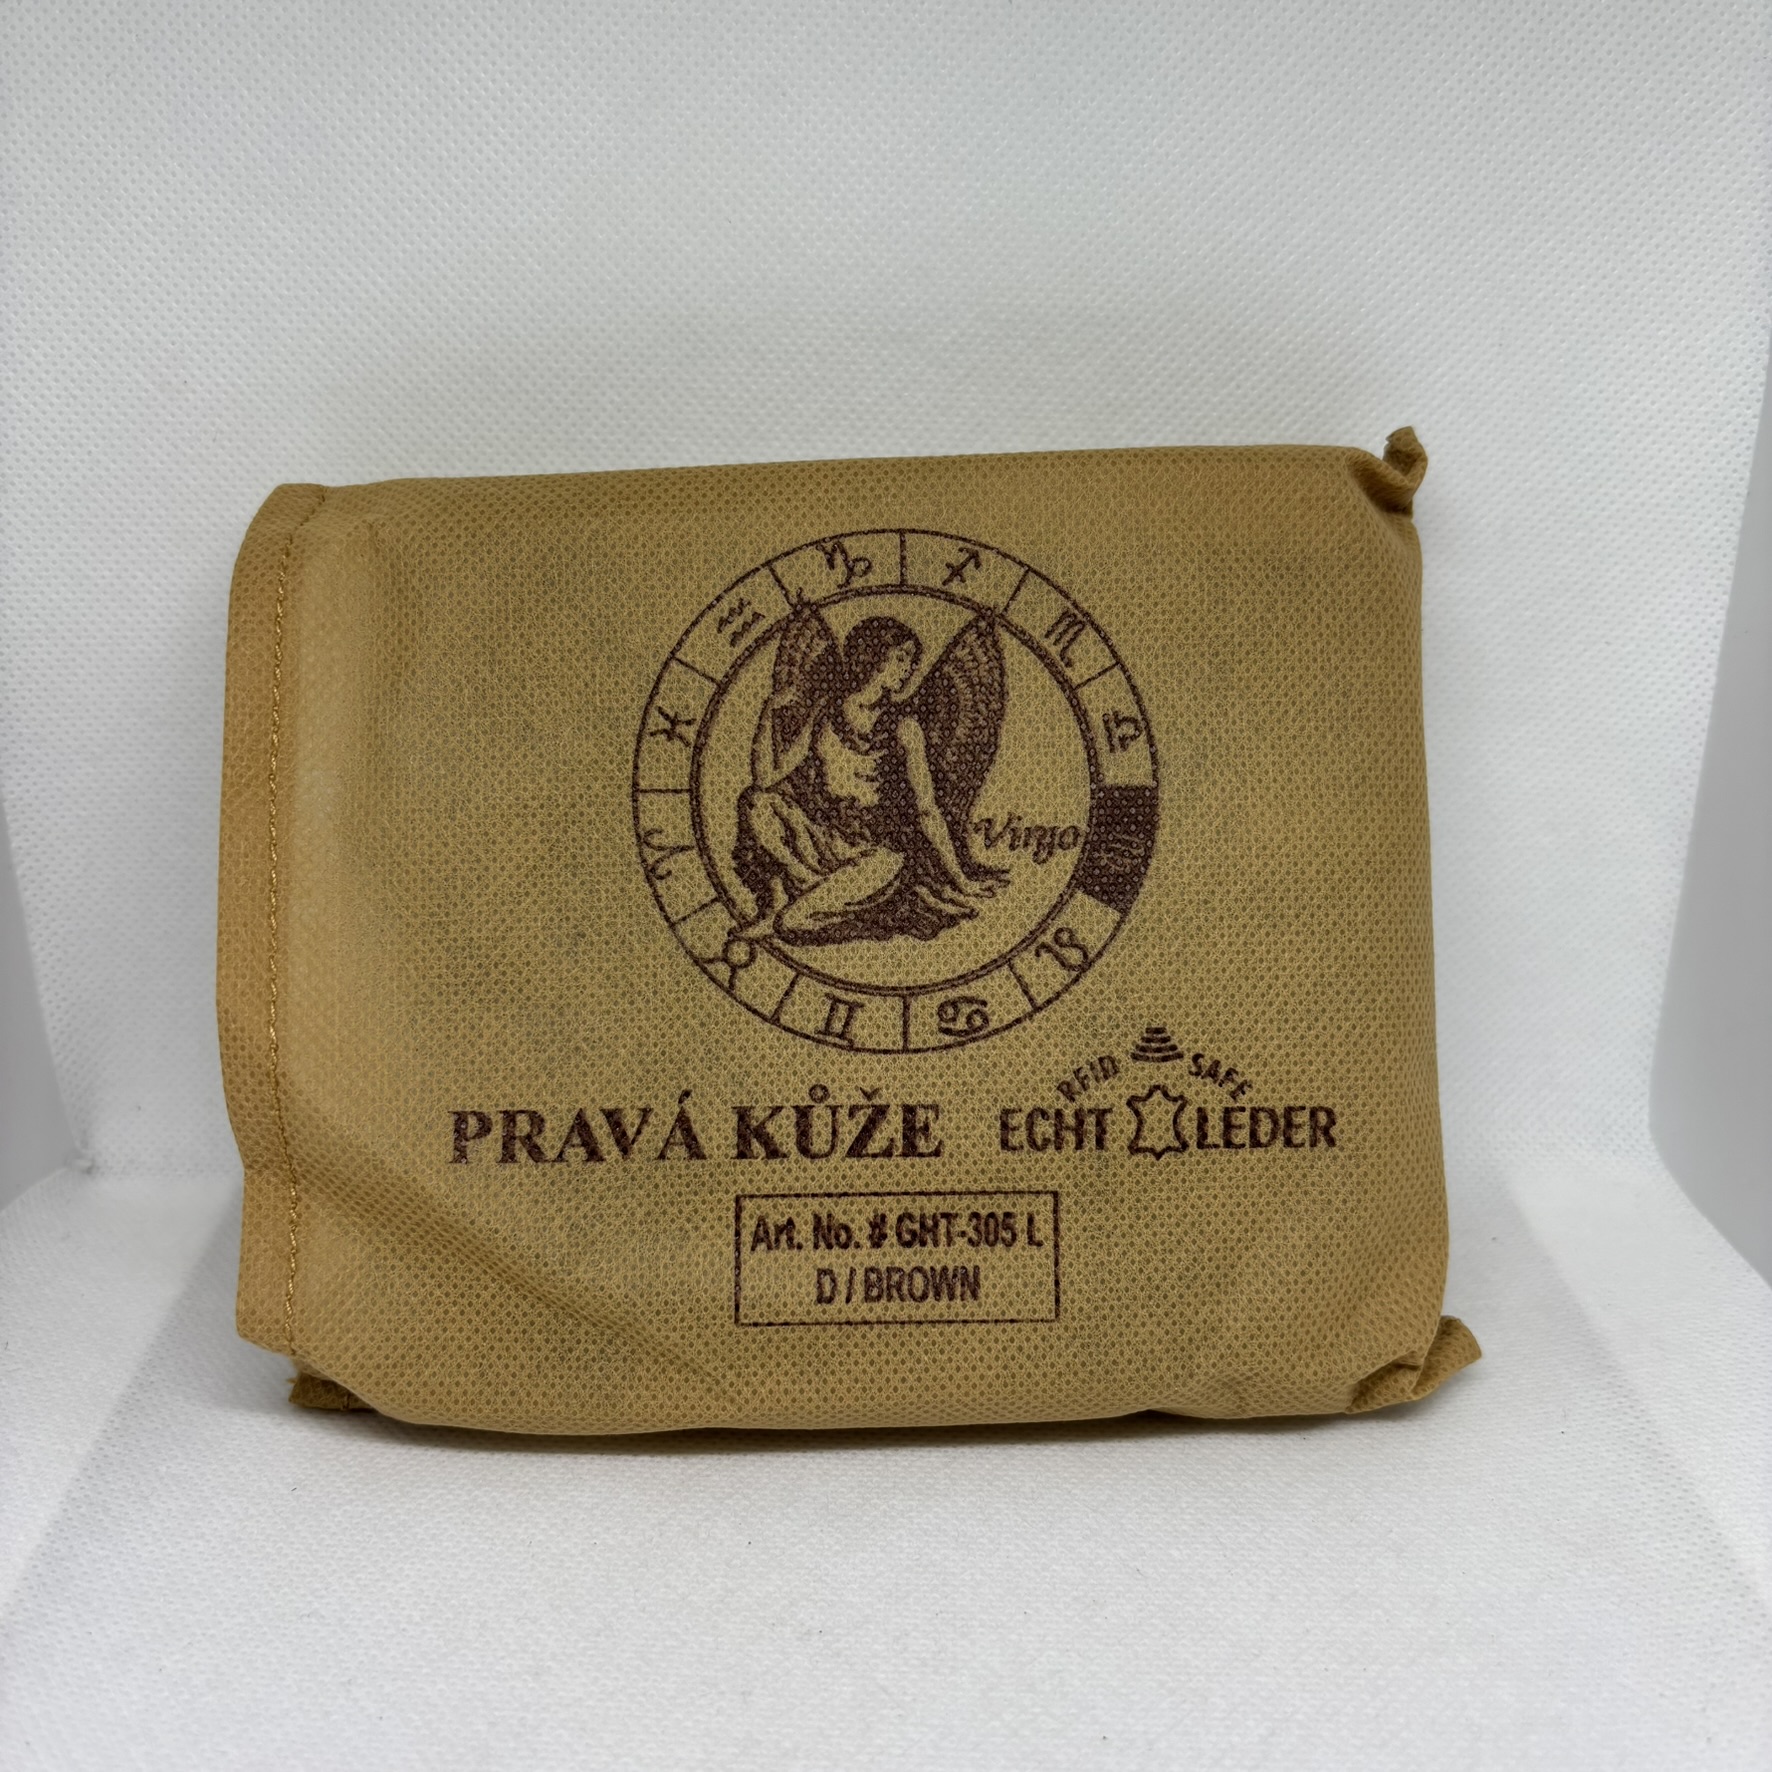 Virgo
RFID SAFE
PRAVÁ KŮŽE ECHT LEDER
Art. No. # GHT-305 L
D / BROWN